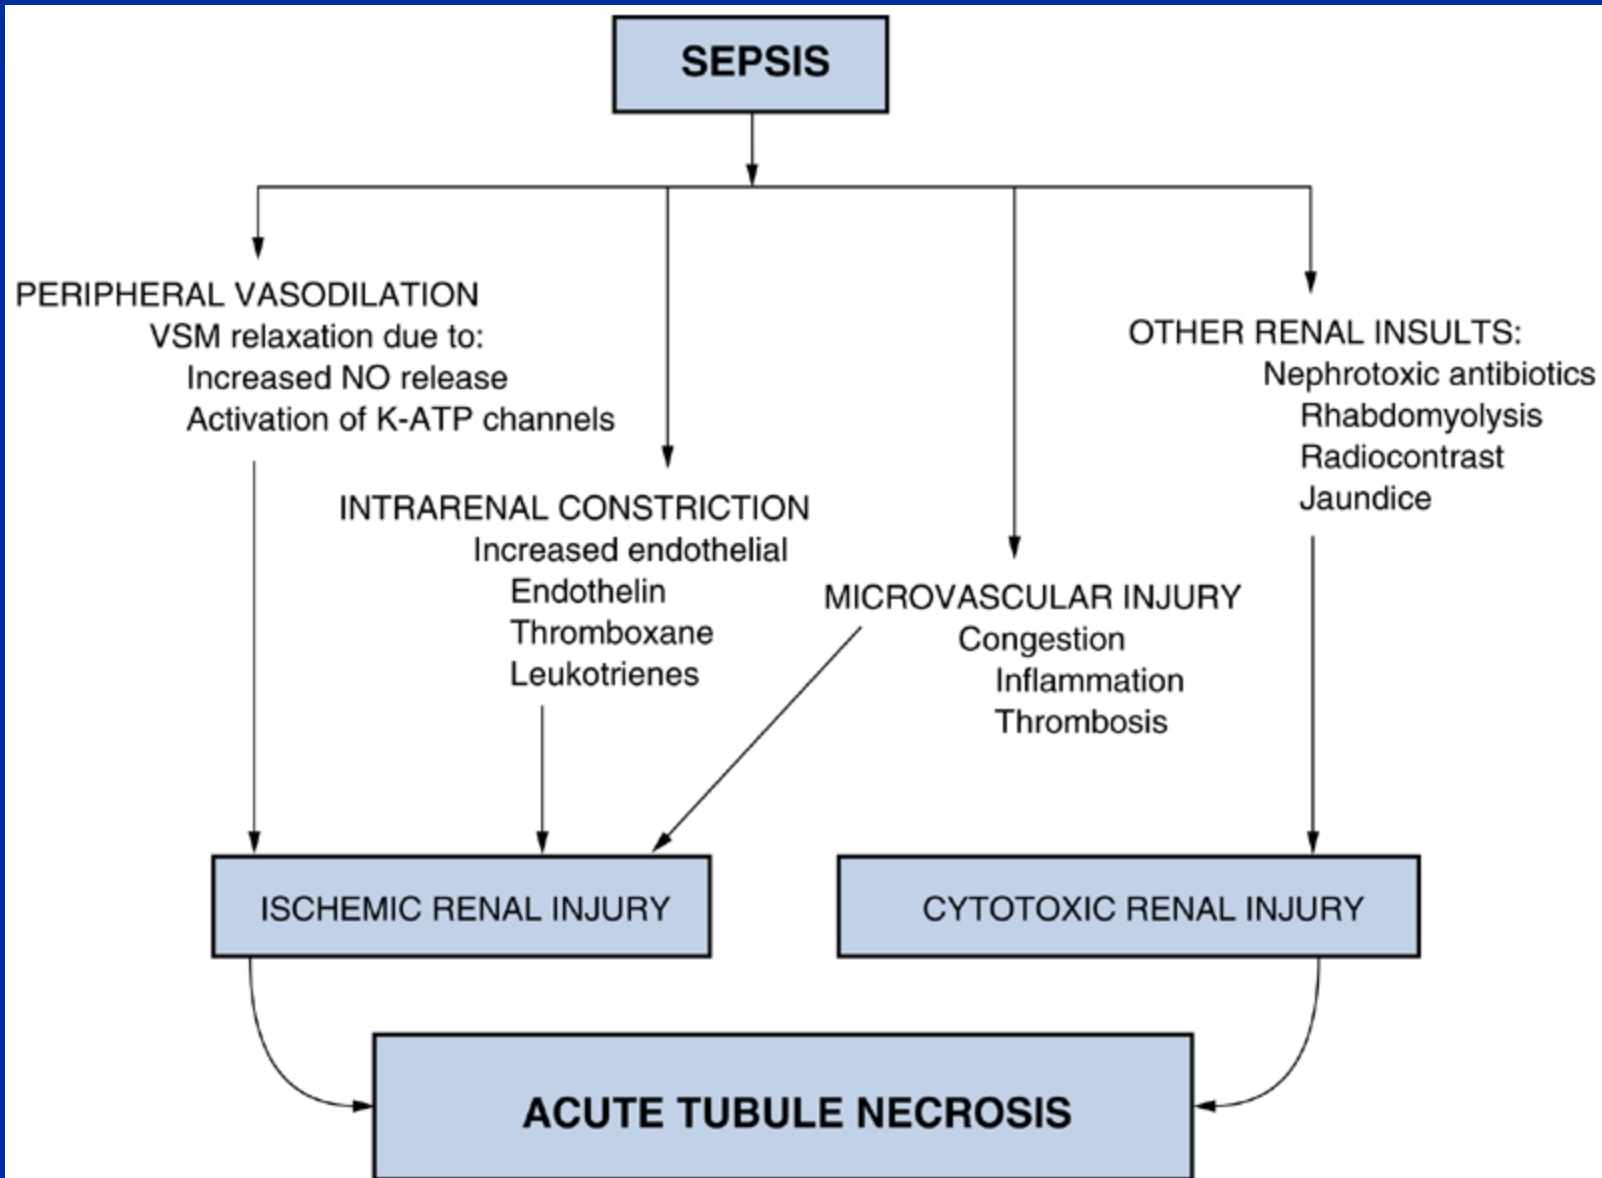 SEPSIS
PERIPHERAL VASODILATION
VSM relaxation due to:
Increased NO release
Activation of K-ATP channels
INTRARENAL CONSTRICTION
Increased endothelial
Endothelin
Thromboxane
Leukotrienes
MICROVASCULAR INJURY
Congestion
Inflammation
Thrombosis
OTHER RENAL INSULTS:
Nephrotoxic antibiotics
Rhabdomyolysis
Radiocontrast
Jaundice
ISCHEMIC RENAL INJURY
CYTOTOXIC RENAL INJURY
ACUTE TUBULE NECROSIS